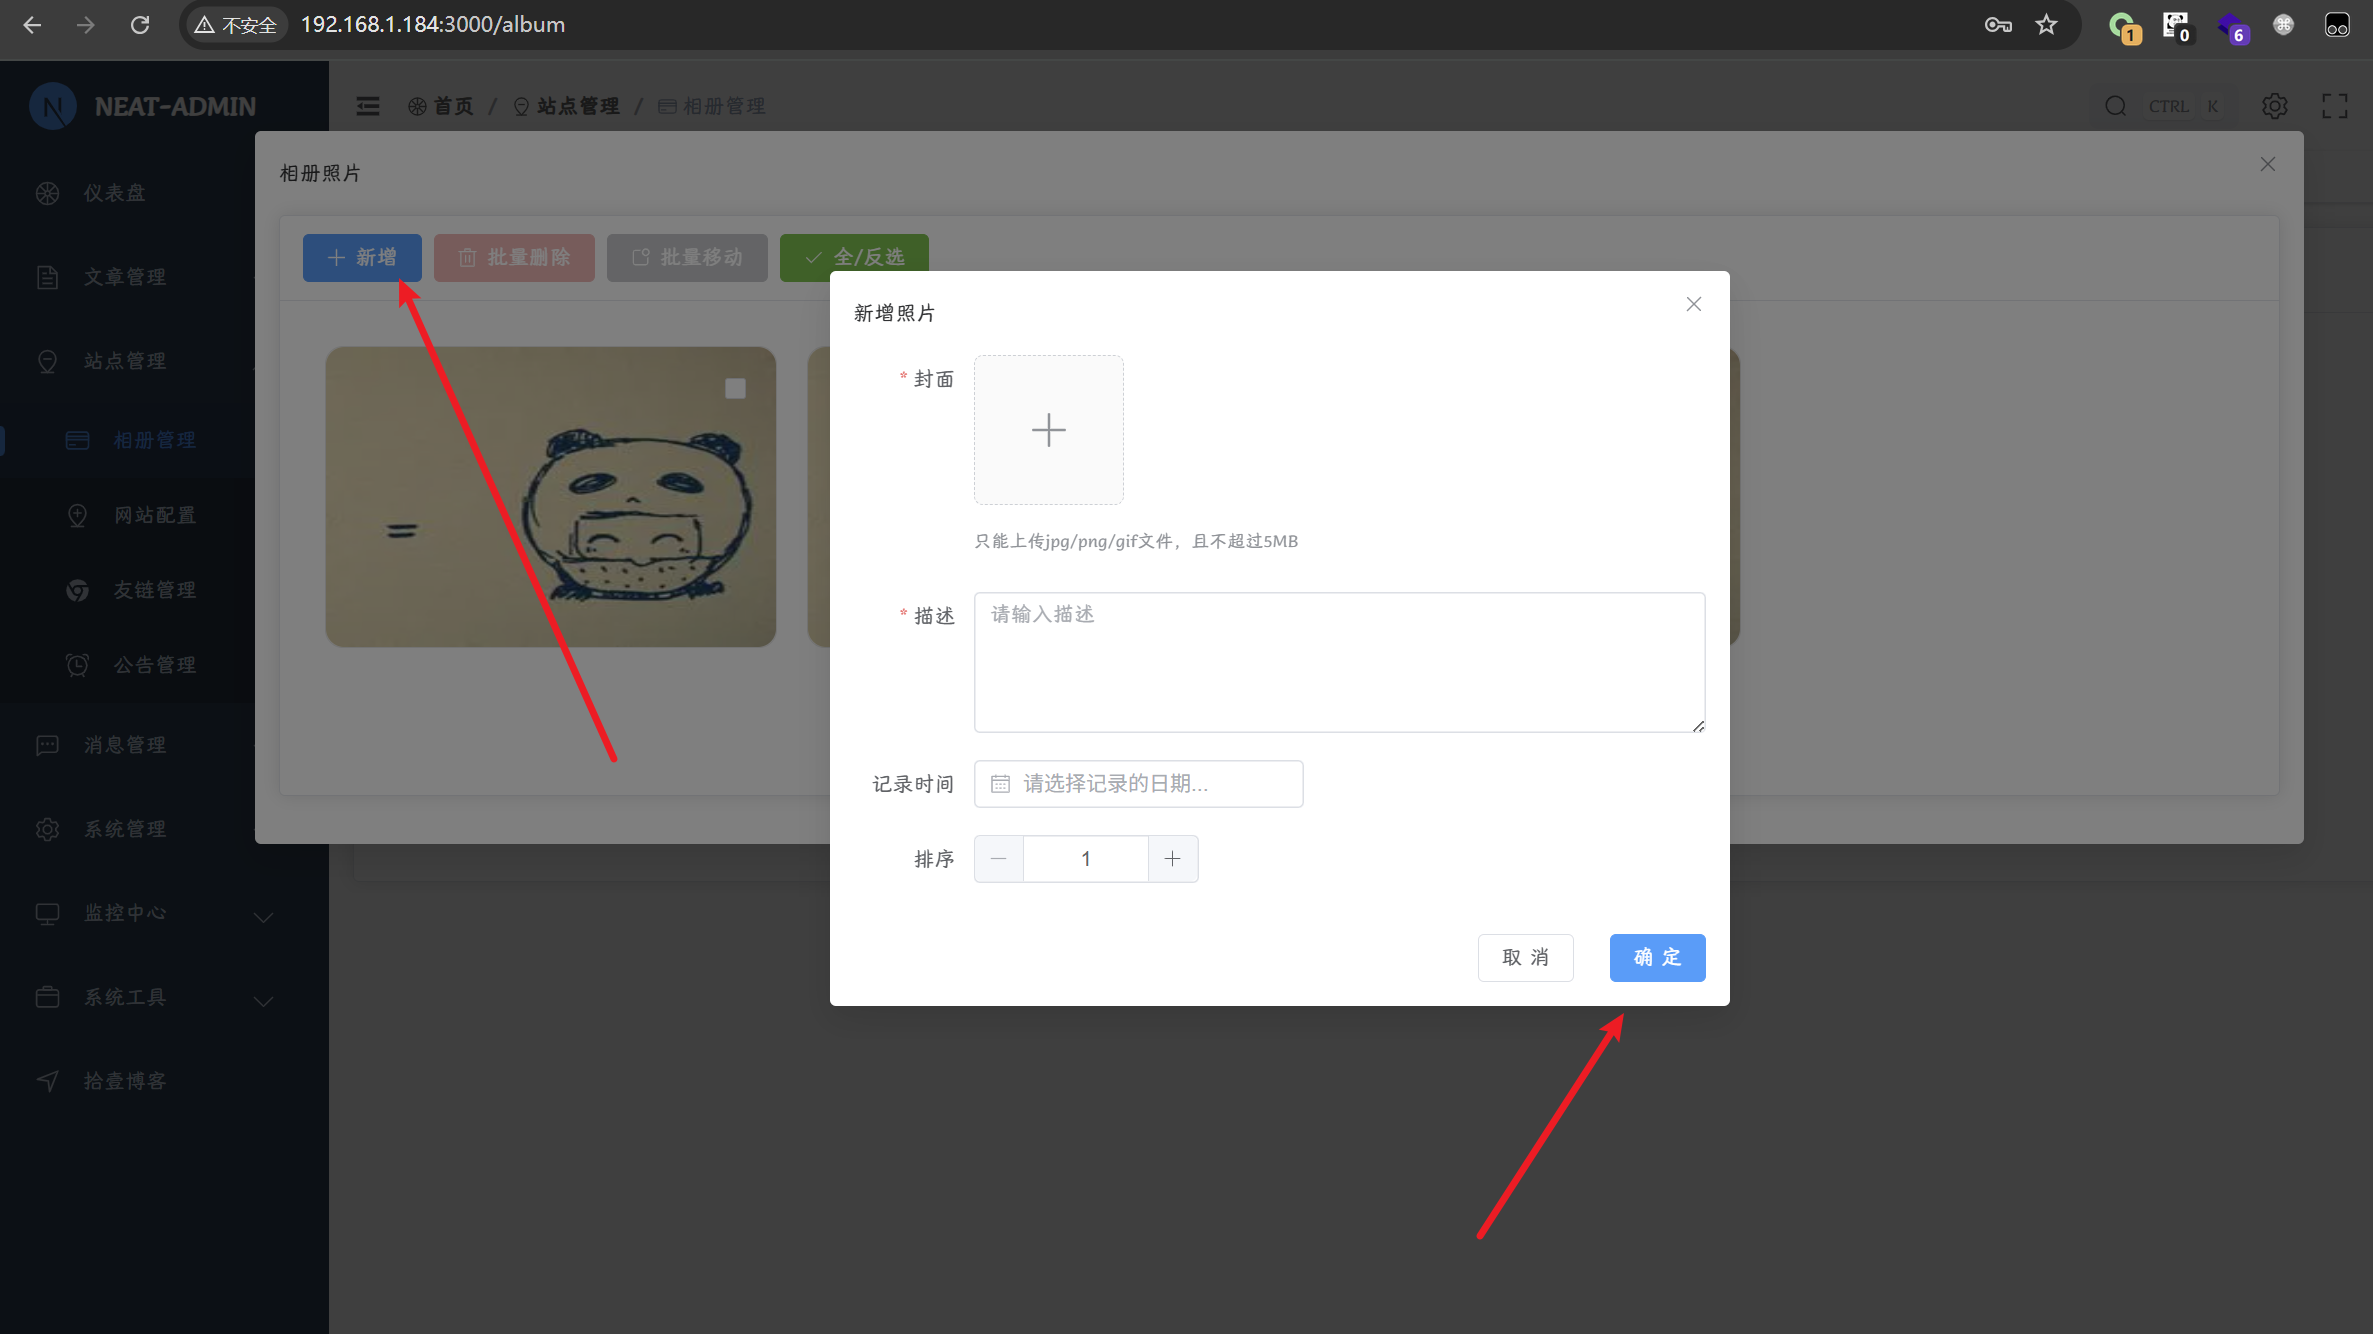 不安全
192.168.1.184:3000/album
1
0
6
N
NEAT-ADMIN
首页 / 站点管理 / 相册管理
CTRL K
仪表盘
文章管理
站点管理
相册管理
网站配置
友链管理
公告管理
消息管理
系统管理
监控中心
系统工具
拾壹博客
相册照片
新增
批量删除
批量移动
全/反选
=
新增照片
* 封面
只能上传jpg/png/gif文件，且不超过5MB
* 描述
请输入描述
记录时间
请选择记录的日期...
排序
1
取 消
确 定